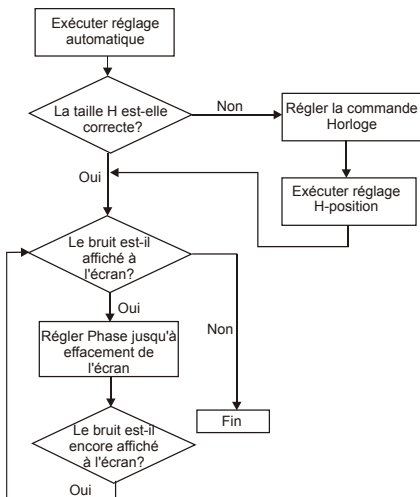 Exécuter réglage
automatique
La taille H est-elle
correcte?
Non
Régler la commande
Horloge
Oui
Exécuter réglage
H-position
Le bruit est-il
affiché à
l'écran?
Oui
Non
Régler Phase jusqu'à
effacement de
l'écran
Fin
Le bruit est-il
encore affiché
à l'écran?
Oui